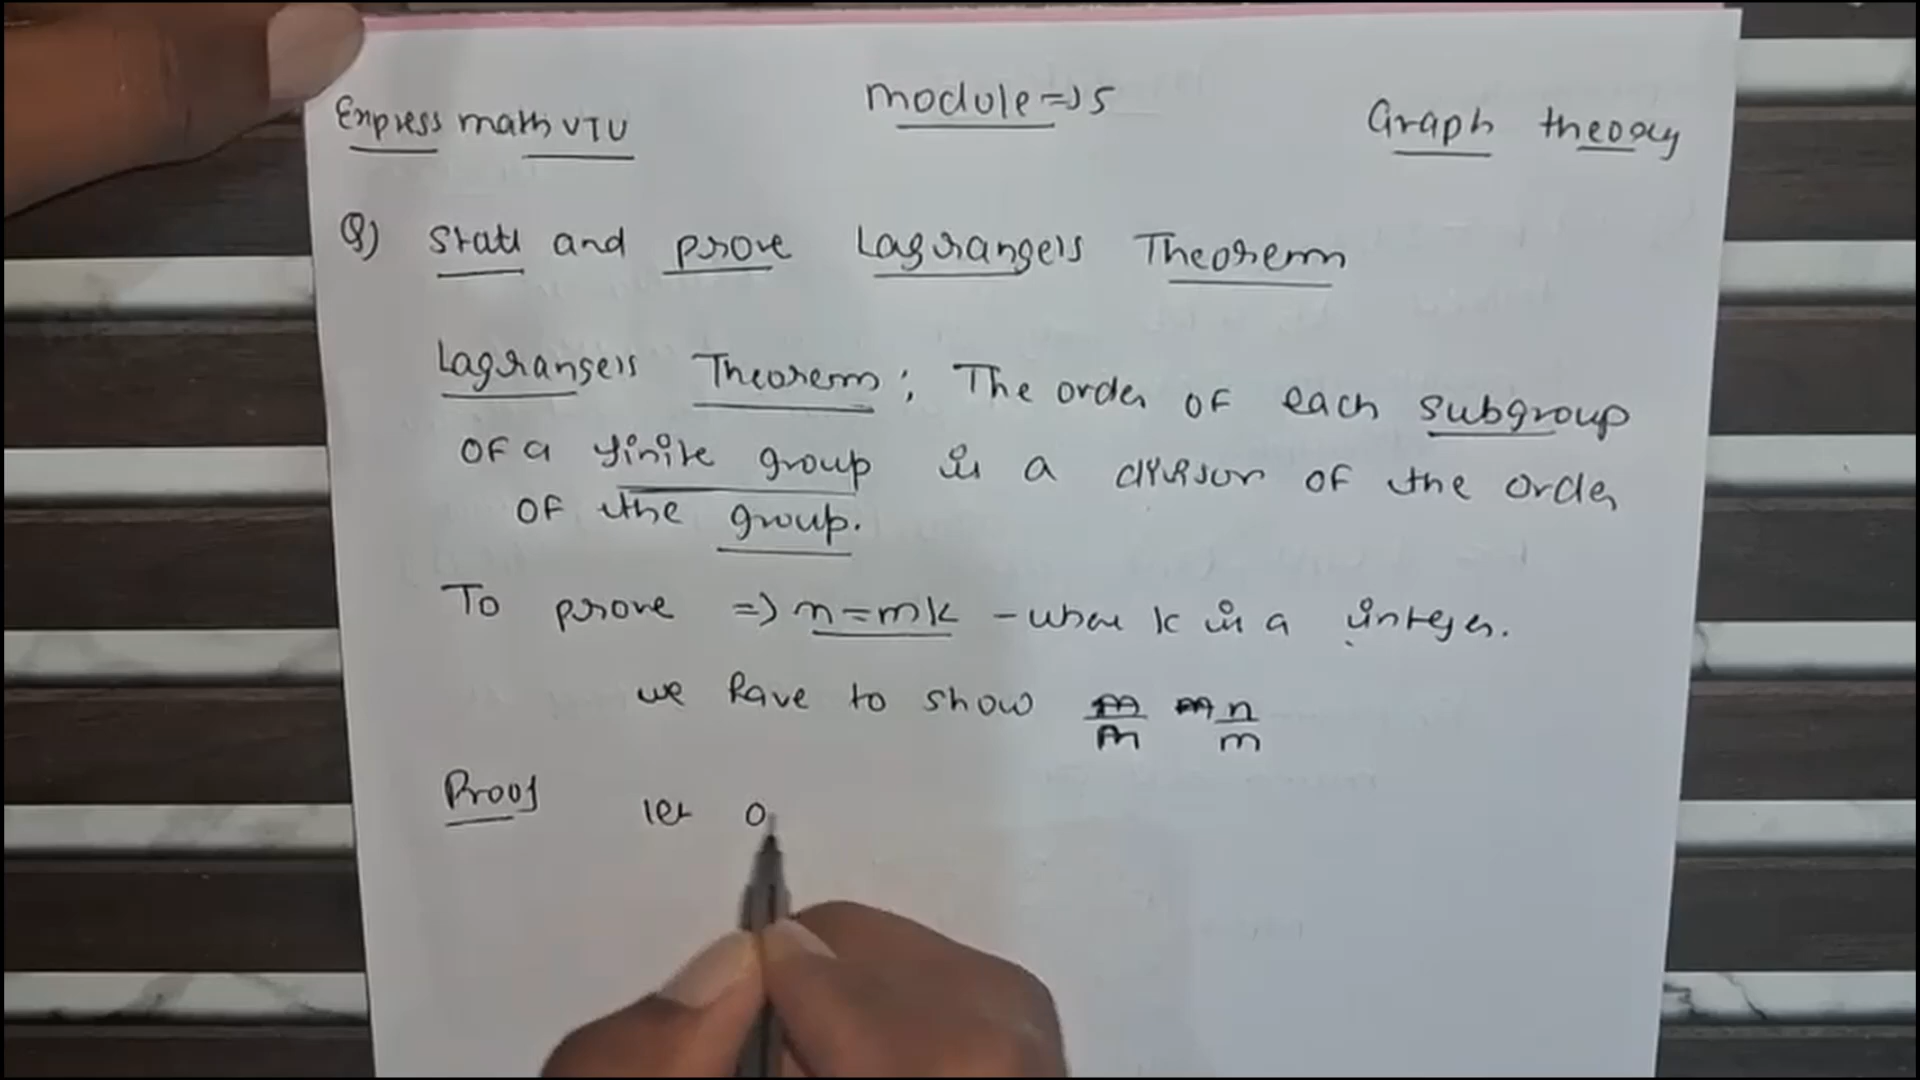 Express math VTU
module => 5
Graph theory
Q) State and prove Lagrange's Theorem
Lagrange's Theorem : The order of each subgroup
of a finite group is a divisor of the order
of the group.
To prove => n = mk - where k is a integer.
we have to show n/m
Proof let o